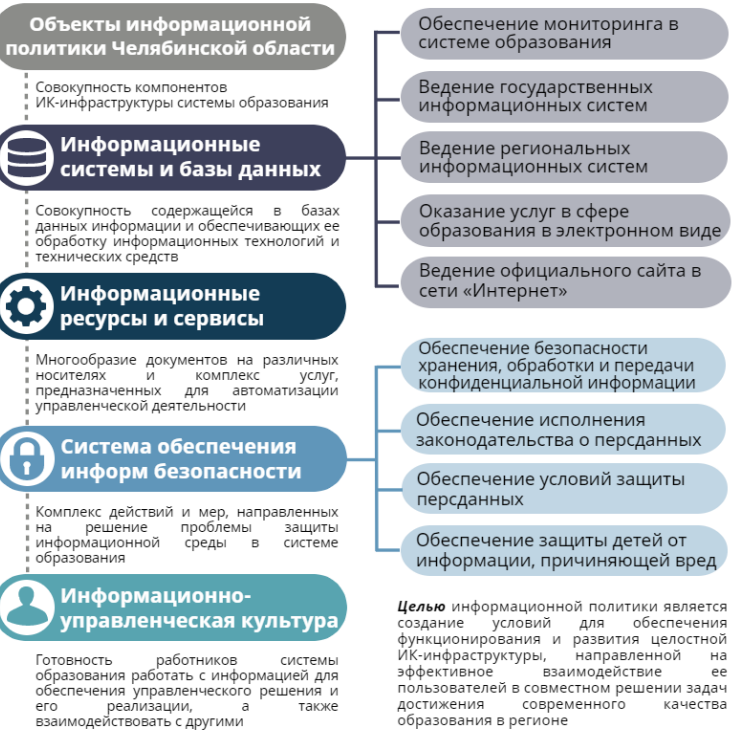 Объекты информационной
политики Челябинской области
Совокупность компонентов
ИК-инфраструктуры системы образования
Информационные
системы и базы данных
Совокупность содержащейся в базах
данных информации и обеспечивающих ее
обработку информационных технологий и
технических средств
Информационные
ресурсы и сервисы
Многообразие документов на различных
носителях и комплекс услуг,
предназначенных для автоматизации
управленческой деятельности
Система обеспечения
информ безопасности
Комплекс действий и мер, направленных
на решение проблемы защиты
информационной среды в системе
образования
Информационно-
управленческая культура
Готовность работников системы
образования работать с информацией для
обеспечения управленческого решения и
его реализации, а также
взаимодействовать с другими
Обеспечение мониторинга в
системе образования
Ведение государственных
информационных систем
Ведение региональных
информационных систем
Оказание услуг в сфере
образования в электронном виде
Ведение официального сайта в
сети «Интернет»
Обеспечение безопасности
хранения, обработки и передачи
конфиденциальной информации
Обеспечение исполнения
законодательства о персданных
Обеспечение условий защиты
персданных
Обеспечение защиты детей от
информации, причиняющей вред
Целью информационной политики является
создание условий для обеспечения
функционирования и развития целостной
ИК-инфраструктуры, направленной на
эффективное взаимодействие ее
пользователей в совместном решении задач
достижения современного качества
образования в регионе